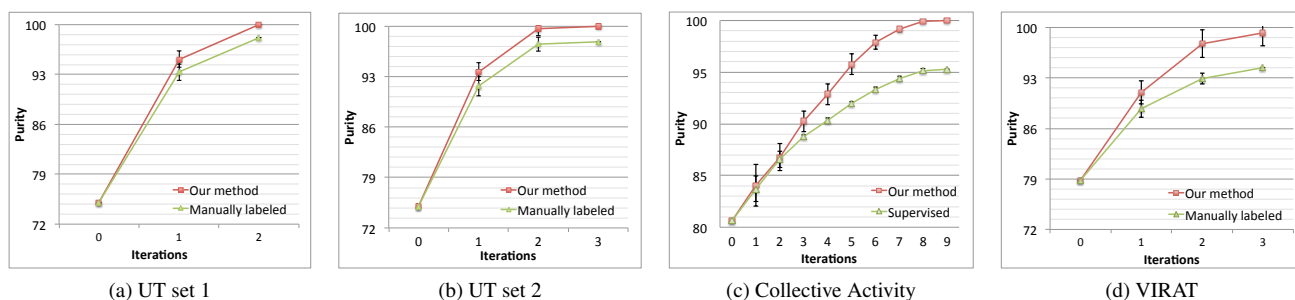 100
93
86
79
72
Purity
0 1 2
Iterations
Our method
Manually labeled
(a) UT set 1
100
93
86
79
72
Purity
0 1 2 3
Iterations
Our method
Manually labeled
(b) UT set 2
100
95
90
85
80
Purity
0 1 2 3 4 5 6 7 8 9
Iterations
Our method
Supervised
(c) Collective Activity
100
93
86
79
72
Purity
0 1 2 3
Iterations
Our method
Manually labeled
(d) VIRAT